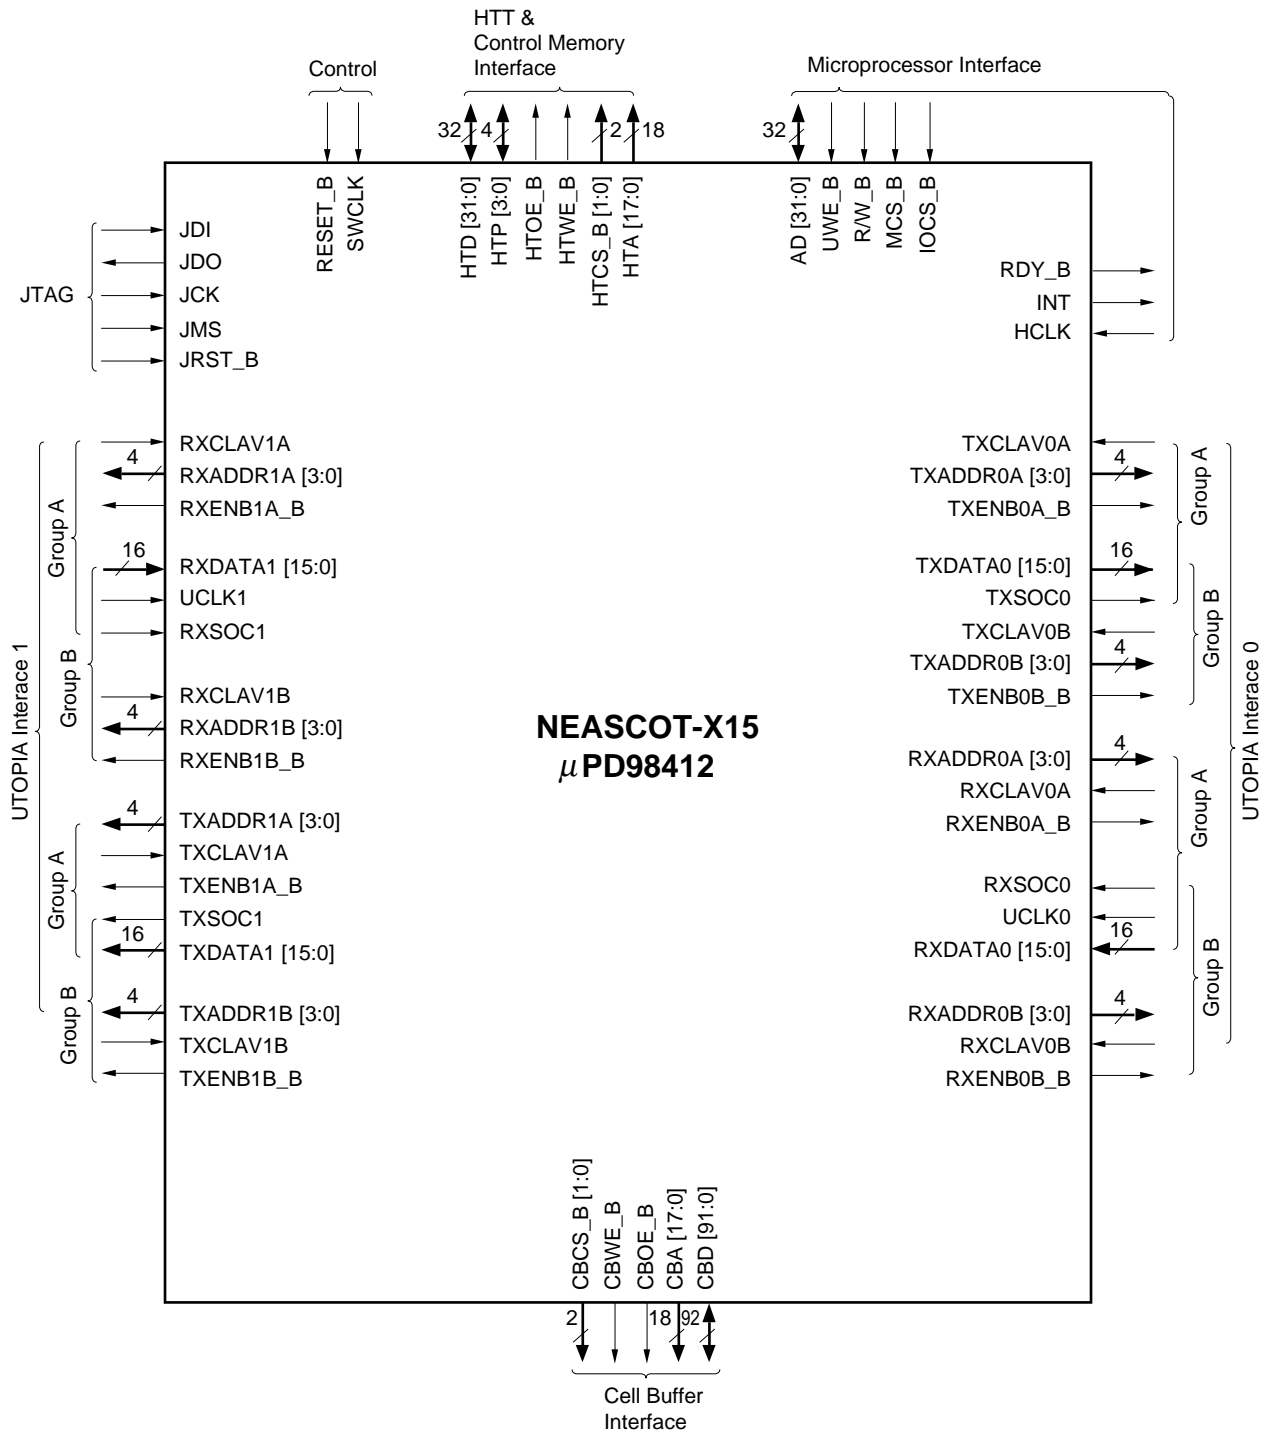 HTT &
Control Memory
Interface
Control
Microprocessor Interface
32
4
2
18
32
RESET_B
SWCLK
HTD [31:0]
HTP [3:0]
HTOE_B
HTWE_B
HTCS_B [1:0]
HTA [17:0]
AD [31:0]
UWE_B
R/W_B
MCS_B
IOCS_B
JTAG
JDI
JDO
JCK
JMS
JRST_B
RDY_B
INT
HCLK
UTOPIA Interace 1
Group A
Group B
Group A
Group B
RXCLAV1A
4
RXADDR1A [3:0]
RXENB1A_B
16
RXDATA1 [15:0]
UCLK1
RXSOC1
RXCLAV1B
4
RXADDR1B [3:0]
RXENB1B_B
4
TXADDR1A [3:0]
TXCLAV1A
TXENB1A_B
TXSOC1
16
TXDATA1 [15:0]
4
TXADDR1B [3:0]
TXCLAV1B
TXENB1B_B
NEASCOT-X15
μPD98412
TXCLAV0A
TXADDR0A [3:0]
4
TXENB0A_B
TXDATA0 [15:0]
16
TXSOC0
TXCLAV0B
TXADDR0B [3:0]
4
TXENB0B_B
RXADDR0A [3:0]
4
RXCLAV0A
RXENB0A_B
RXSOC0
UCLK0
RXDATA0 [15:0]
16
RXADDR0B [3:0]
4
RXCLAV0B
RXENB0B_B
Group A
Group B
Group A
Group B
UTOPIA Interace 0
CBCS_B [1:0]
CBWE_B
CBOE_B
CBA [17:0]
CBD [91:0]
2
18
92
Cell Buffer
Interface